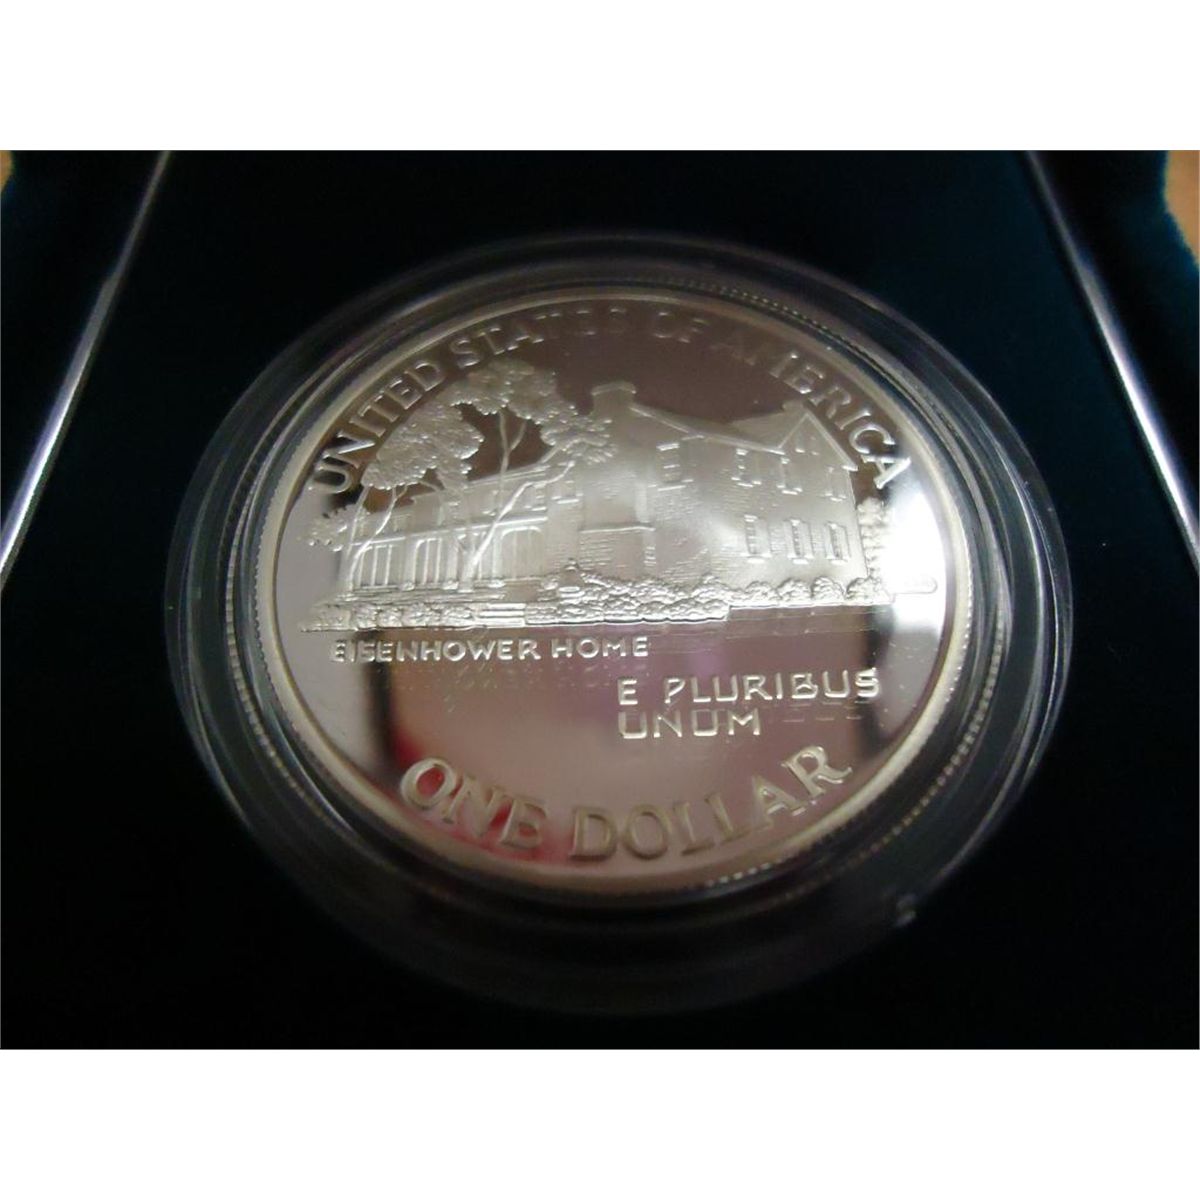 UNITED STATES OF AMERICA
EISENHOWER HOME
E PLURIBUS
UNUM
ONE DOLLAR